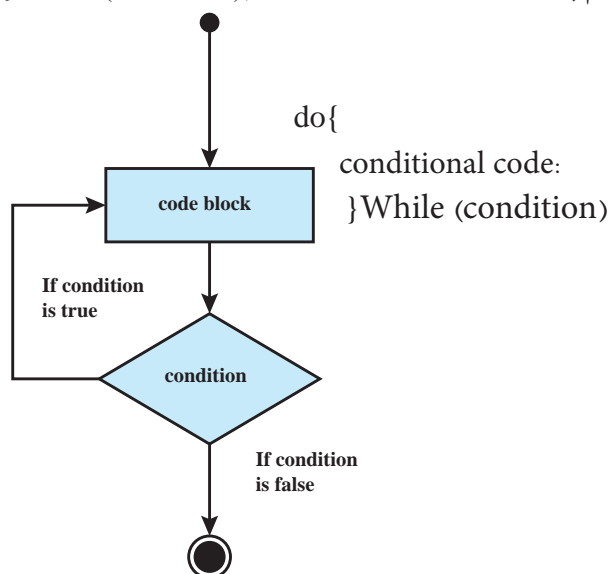 do{
conditional code:
}While (condition)
code block
If condition
is true
condition
If condition
is false